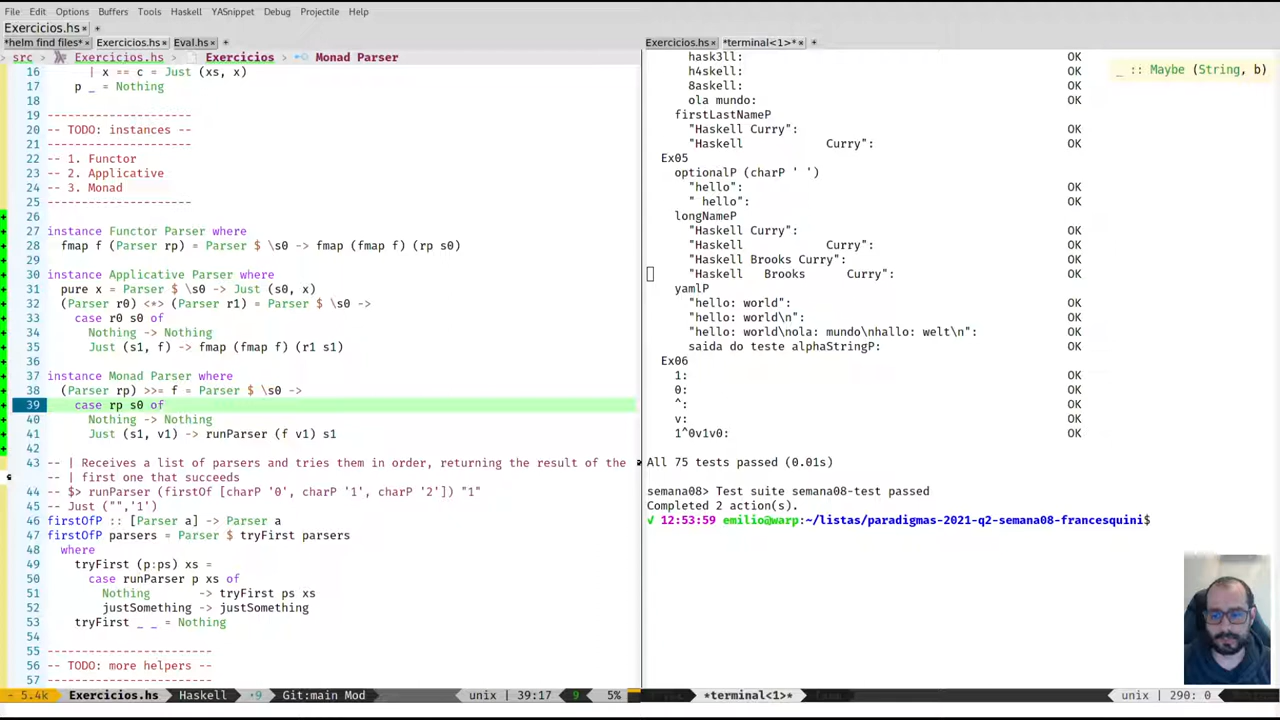 File Edit Options Buffers Tools Haskell YASnippet Debug Projectile Help
Exercicios.hs× +
*helm find files*× Exercicios.hs× Eval.hs× +
src > Exercicios.hs > Exercicios > Monad Parser
16 | x == c = Just (xs, x)
17 p _ = Nothing
18
19 ---------------------
20 -- TODO: instances --
21 ---------------------
22 -- 1. Functor
23 -- 2. Applicative
24 -- 3. Monad
25 ---------------------
26
27 instance Functor Parser where
28 fmap f (Parser rp) = Parser $ \s0 -> fmap (fmap f) (rp s0)
29
30 instance Applicative Parser where
31 pure x = Parser $ \s0 -> Just (s0, x)
32 (Parser r0) <*> (Parser r1) = Parser $ \s0 ->
33 case r0 s0 of
34 Nothing -> Nothing
35 Just (s1, f) -> fmap (fmap f) (r1 s1)
36
37 instance Monad Parser where
38 (Parser rp) >>= f = Parser $ \s0 ->
39 case rp s0 of
40 Nothing -> Nothing
41 Just (s1, v1) -> runParser (f v1) s1
42
43 -- | Receives a list of parsers and tries them in order, returning the result of the
-- | first one that succeeds
44 -- $> runParser (firstOf [charP '0', charP '1', charP '2']) "1"
45 -- Just ("",'1')
46 firstOfP :: [Parser a] -> Parser a
47 firstOfP parsers = Parser $ tryFirst parsers
48 where
49 tryFirst (p:ps) xs =
50 case runParser p xs of
51 Nothing -> tryFirst ps xs
52 justSomething -> justSomething
53 tryFirst _ _ = Nothing
54
55 ---------------------
56 -- TODO: more helpers --
57 ---------------------
- 5.4k Exercicios.hs Haskell •9 Git:main Mod unix | 39:17 9 5%
Exercicios.hs× *terminal<1>*× +
hask3ll: OK
h4skell: OK
8askell: OK
ola mundo: OK
firstLastNameP
"Haskell Curry": OK
"Haskell Curry": OK
Ex05
optionalP (charP ' ')
"hello": OK
" hello": OK
longNameP
"Haskell Curry": OK
"Haskell Curry": OK
"Haskell Brooks Curry": OK
"Haskell Brooks Curry": OK
yamlP
"hello: world": OK
"hello: world\n": OK
"hello: world\nola: mundo\nhallo: welt\n": OK
saida do teste alphaStringP: OK
Ex06
1: OK
0: OK
^: OK
v: OK
1^0v1v0: OK
All 75 tests passed (0.01s)
semana08> Test suite semana08-test passed
Completed 2 action(s).
√ 12:53:59 emilio@warp:~/listas/paradigmas-2021-q2-semana08-francesquini$
*terminal<1>* unix | 290: 0
_ :: Maybe (String, b)